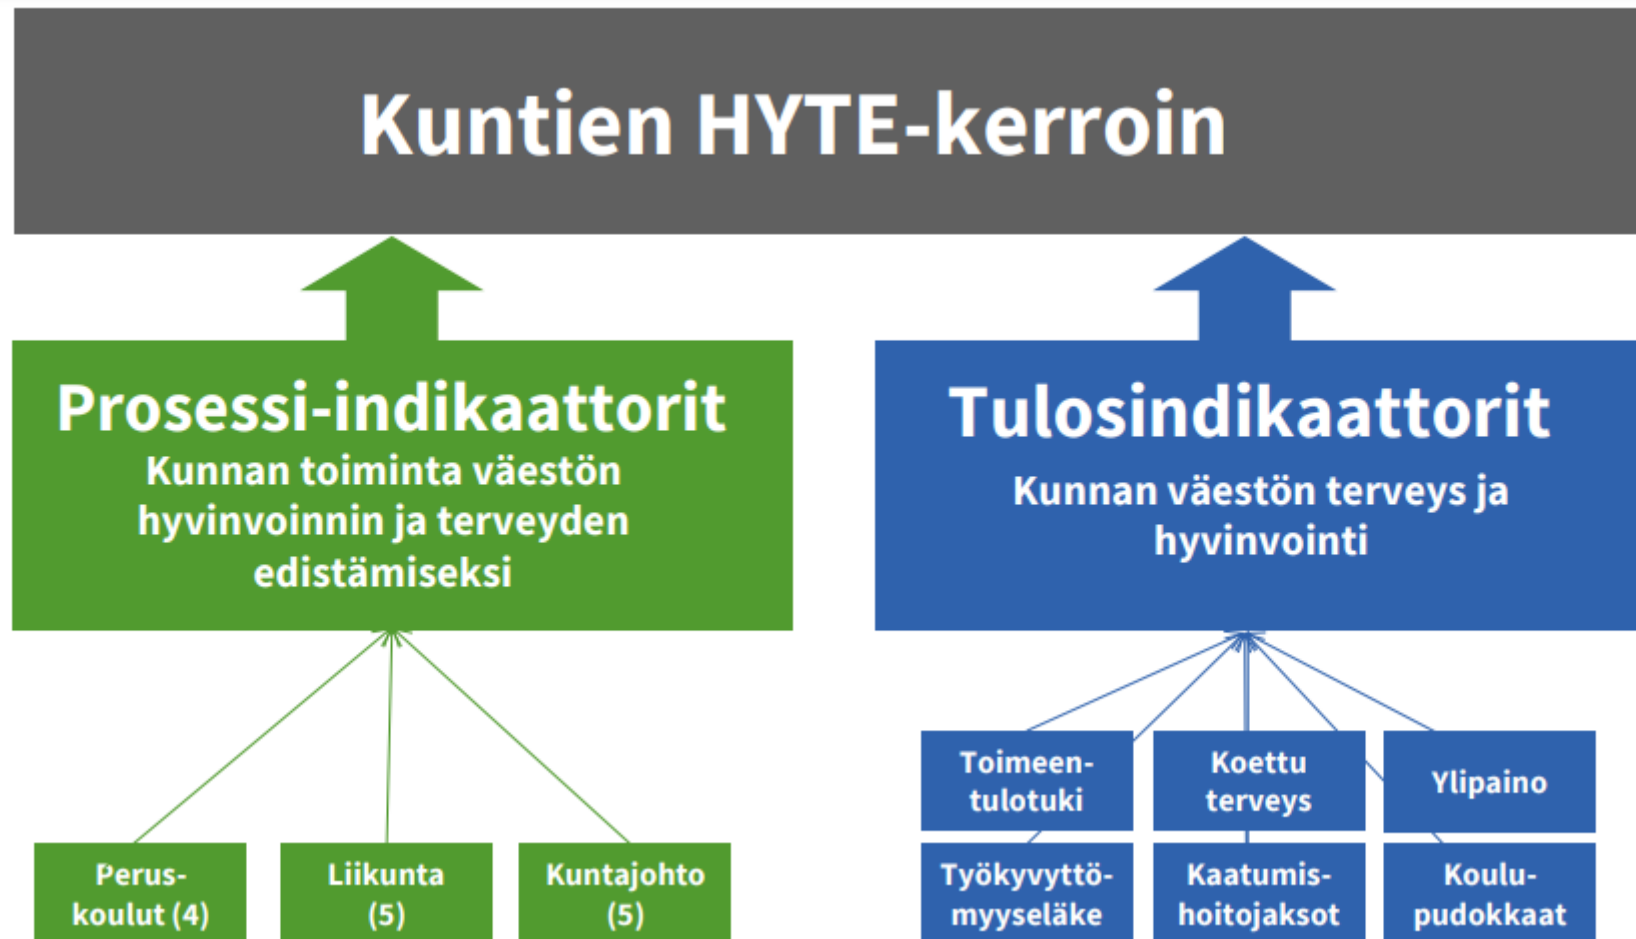 Kuntien HYTE-kerroin
Prosessi-indikaattorit
Kunnan toiminta väestön
hyvinvoinnin ja terveyden
edistämiseksi
Tulosindikaattorit
Kunnan väestön terveys ja
hyvinvointi
Perus-
koulut (4)
Liikunta
(5)
Kuntajohto
(5)
Toimeen-
tulotuki
Koettu
terveys
Ylipaino
Työkyvyttö-
myyseläke
Kaatumis-
hoitojaksot
Koulu-
pudokkaat